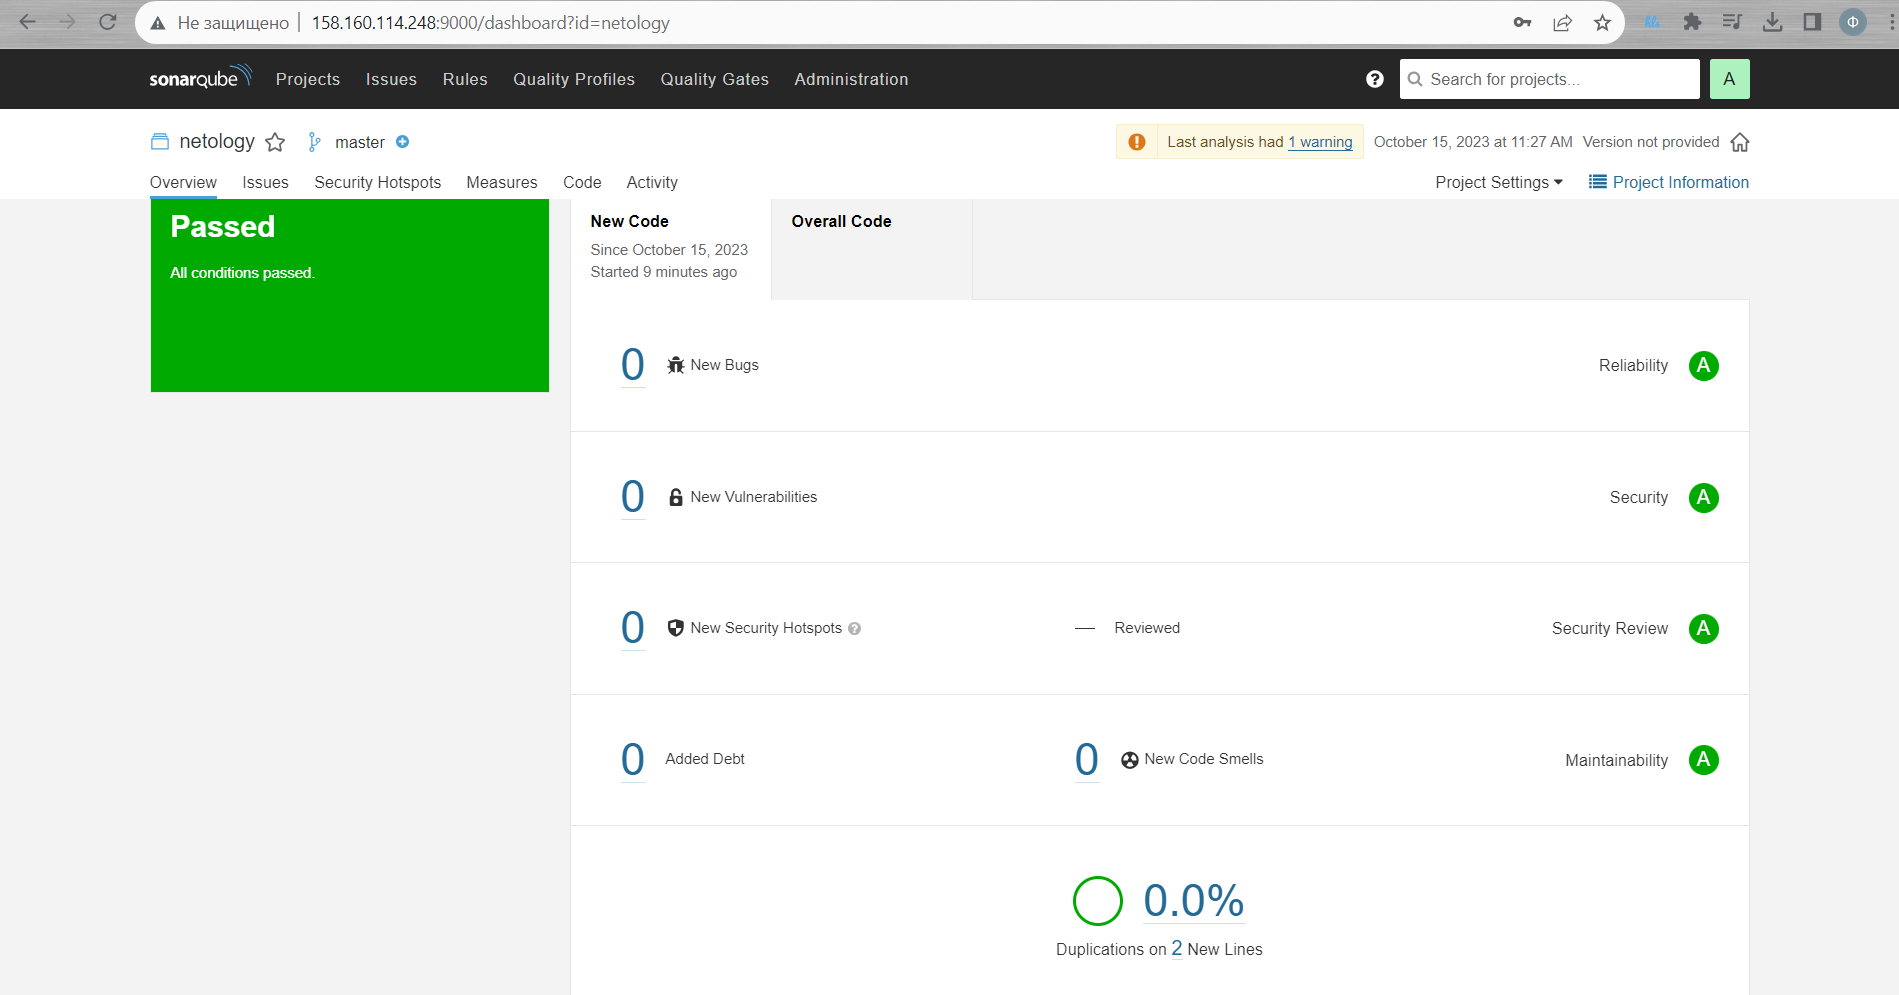 Не защищено 158.160.114.248:9000/dashboard?id=netology Ф
sonarqube Projects Issues Rules Quality Profiles Quality Gates Administration ? Search for projects... A
netology master Last analysis had 1 warning October 15, 2023 at 11:27 AM Version not provided
Overview Issues Security Hotspots Measures Code Activity Project Settings Project Information
Passed
All conditions passed.
New Code Overall Code
Since October 15, 2023
Started 9 minutes ago
0 New Bugs Reliability A
0 New Vulnerabilities Security A
0 New Security Hotspots ? — Reviewed Security Review A
0 Added Debt 0 New Code Smells Maintainability A
0.0%
Duplications on 2 New Lines